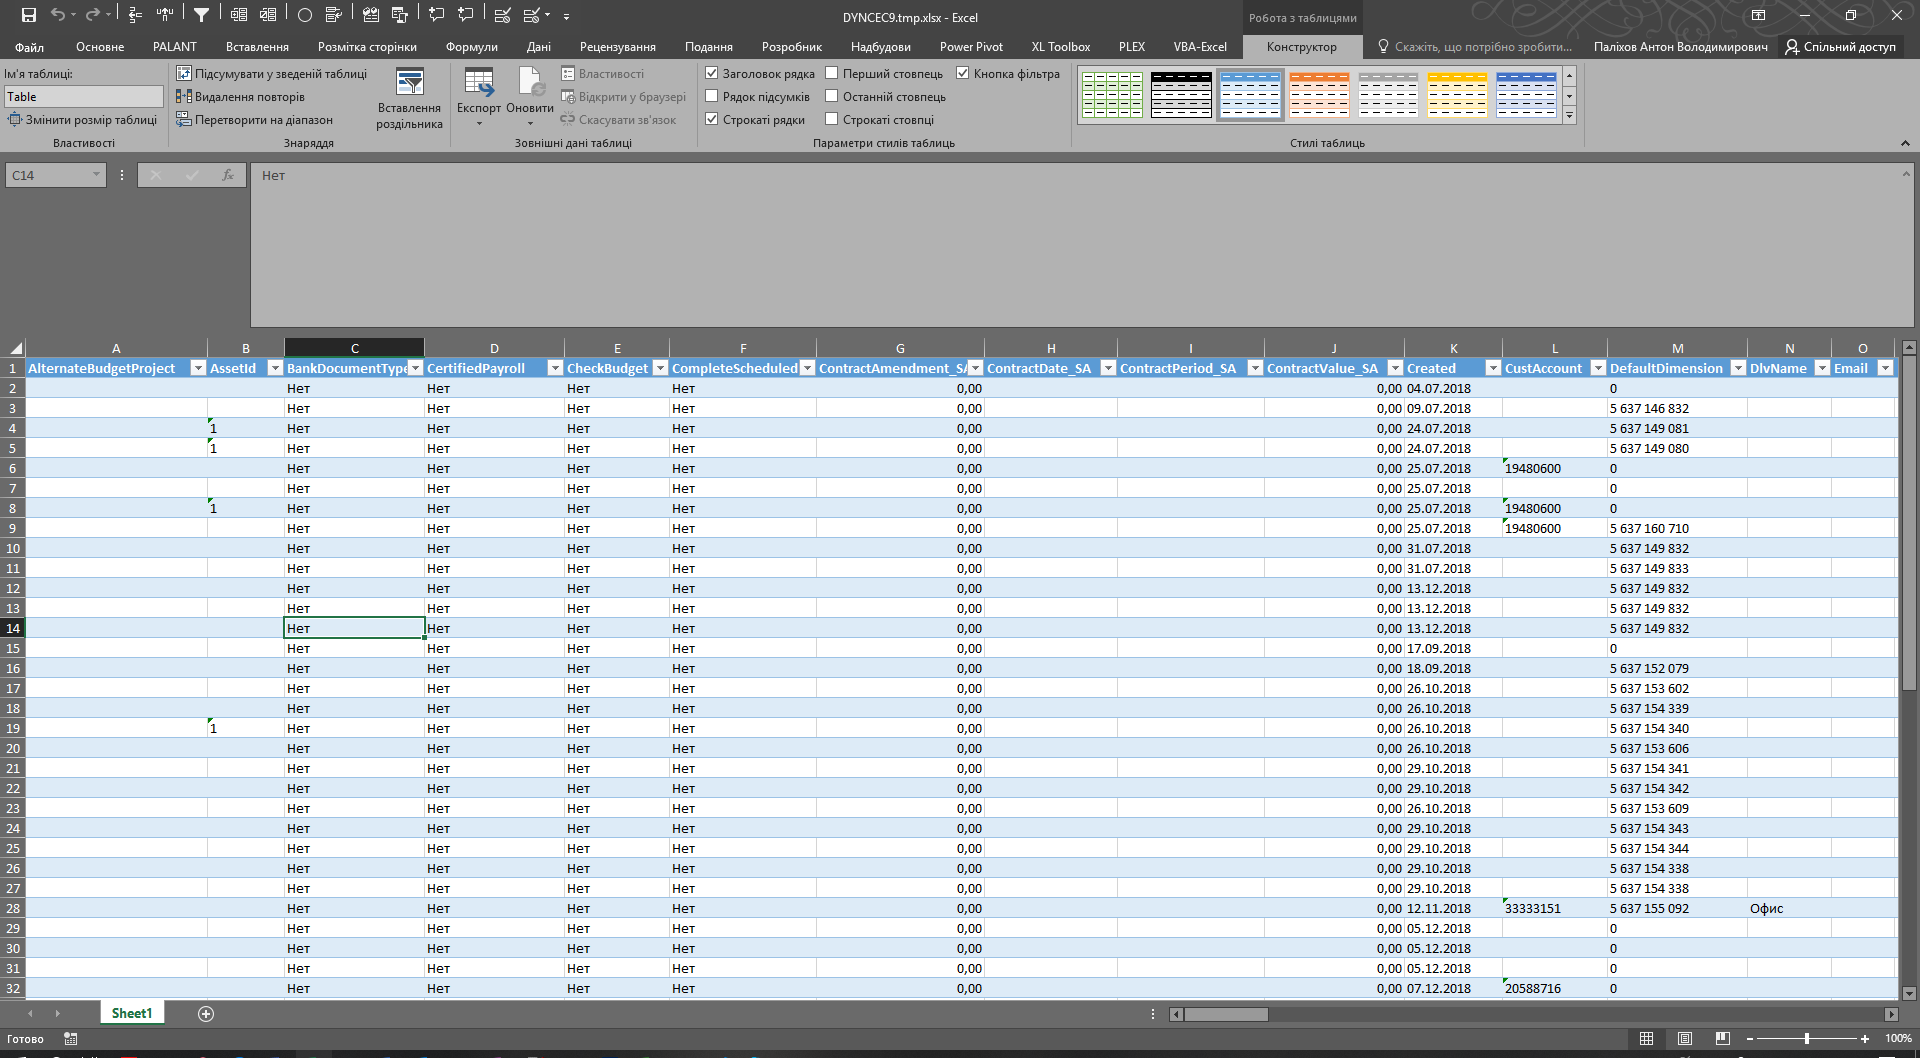 DYNCEC9.tmp.xlsx - Excel
Робота з таблицями
Файл Основне PALANT Вставлення Розмітка сторінки Формули Дані Рецензування Подання Розробник Надбудови Power Pivot XL Toolbox PLEX VBA-Excel Конструктор Скажіть, що потрібно зробити... Паліхов Антон Володимирович Спільний доступ
Ім'я таблиці:
Table
Змінити розмір таблиці
Властивості
Підсумувати у зведеній таблиці
Видалення повторів
Перетворити на діапазон
Вставлення
роздільника
Знаряддя
Експорт Оновити
Властивості
Відкрити у браузері
Скасувати зв'язок
Зовнішні дані таблиці
Заголовок рядка Перший стовпець Кнопка фільтра
Рядок підсумків Останній стовпець
Строкаті рядки Строкаті стовпці
Параметри стилів таблиць
Стилі таблиць
C14 fx Нет
A B C D E F G H I J K L M N O
1 AlternateBudgetProject AssetId BankDocumentType CertifiedPayroll CheckBudget CompleteScheduled ContractAmendment_SA ContractDate_SA ContractPeriod_SA ContractValue_SA Created CustAccount DefaultDimension DlvName Email
2 Нет Нет Нет Нет 0,00 0,00 04.07.2018 0
3 Нет Нет Нет Нет 0,00 0,00 09.07.2018 5 637 146 832
4 1 Нет Нет Нет Нет 0,00 0,00 24.07.2018 5 637 149 081
5 1 Нет Нет Нет Нет 0,00 0,00 24.07.2018 5 637 149 080
6 Нет Нет Нет Нет 0,00 0,00 25.07.2018 19480600 0
7 Нет Нет Нет Нет 0,00 0,00 25.07.2018 0
8 1 Нет Нет Нет Нет 0,00 0,00 25.07.2018 19480600 0
9 Нет Нет Нет Нет 0,00 0,00 25.07.2018 19480600 5 637 160 710
10 Нет Нет Нет Нет 0,00 0,00 31.07.2018 5 637 149 832
11 Нет Нет Нет Нет 0,00 0,00 31.07.2018 5 637 149 833
12 Нет Нет Нет Нет 0,00 0,00 13.12.2018 5 637 149 832
13 Нет Нет Нет Нет 0,00 0,00 13.12.2018 5 637 149 832
14 Нет Нет Нет Нет 0,00 0,00 13.12.2018 5 637 149 832
15 Нет Нет Нет Нет 0,00 0,00 17.09.2018 0
16 Нет Нет Нет Нет 0,00 0,00 18.09.2018 5 637 152 079
17 Нет Нет Нет Нет 0,00 0,00 26.10.2018 5 637 153 602
18 Нет Нет Нет Нет 0,00 0,00 26.10.2018 5 637 154 339
19 1 Нет Нет Нет Нет 0,00 0,00 26.10.2018 5 637 154 340
20 Нет Нет Нет Нет 0,00 0,00 26.10.2018 5 637 153 606
21 Нет Нет Нет Нет 0,00 0,00 29.10.2018 5 637 154 341
22 Нет Нет Нет Нет 0,00 0,00 29.10.2018 5 637 154 342
23 Нет Нет Нет Нет 0,00 0,00 26.10.2018 5 637 153 609
24 Нет Нет Нет Нет 0,00 0,00 29.10.2018 5 637 154 343
25 Нет Нет Нет Нет 0,00 0,00 29.10.2018 5 637 154 344
26 Нет Нет Нет Нет 0,00 0,00 29.10.2018 5 637 154 338
27 Нет Нет Нет Нет 0,00 0,00 29.10.2018 5 637 154 338
28 Нет Нет Нет Нет 0,00 0,00 12.11.2018 33333151 5 637 155 092 Офис
29 Нет Нет Нет Нет 0,00 0,00 05.12.2018 0
30 Нет Нет Нет Нет 0,00 0,00 05.12.2018 0
31 Нет Нет Нет Нет 0,00 0,00 05.12.2018 0
32 Нет Нет Нет Нет 0,00 0,00 07.12.2018 20588716 0
Sheet1
Готово 100%